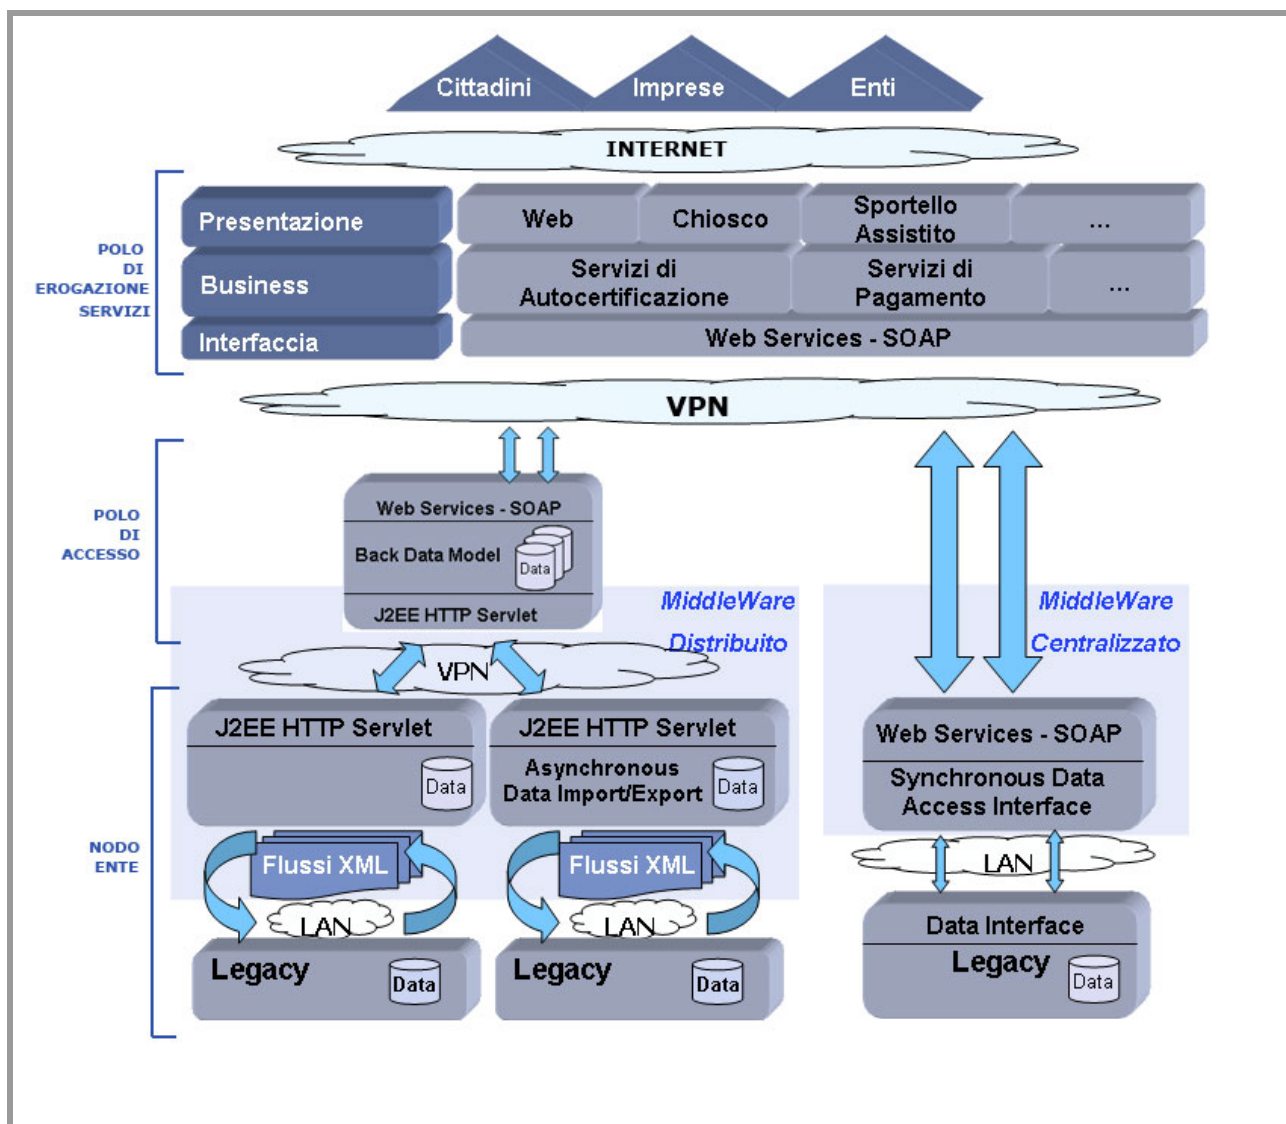 Cittadini
Imprese
Enti
INTERNET
POLO
DI
EROGAZIONE
SERVIZI
Presentazione
Web
Chiosco
Sportello
Assistito
...
Business
Servizi di
Autocertificazione
Servizi di
Pagamento
...
Interfaccia
Web Services - SOAP
VPN
POLO
DI
ACCESSO
Web Services - SOAP
Back Data Model
Data
J2EE HTTP Servlet
MiddleWare
Distribuito
MiddleWare
Centralizzato
VPN
NODO
ENTE
J2EE HTTP Servlet
Data
J2EE HTTP Servlet
Asynchronous
Data Import/Export
Data
Web Services - SOAP
Synchronous Data
Access Interface
Flussi XML
Flussi XML
LAN
LAN
LAN
Legacy
Data
Legacy
Data
Data Interface
Legacy
Data